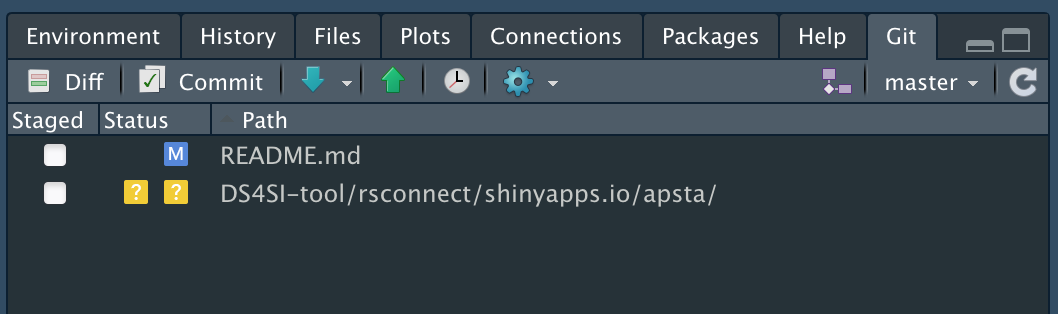 Environment History Files Plots Connections Packages Help Git
Diff Commit master
Staged Status Path
M README.md
? ? DS4SI-tool/rsconnect/shinyapps.io/apsta/